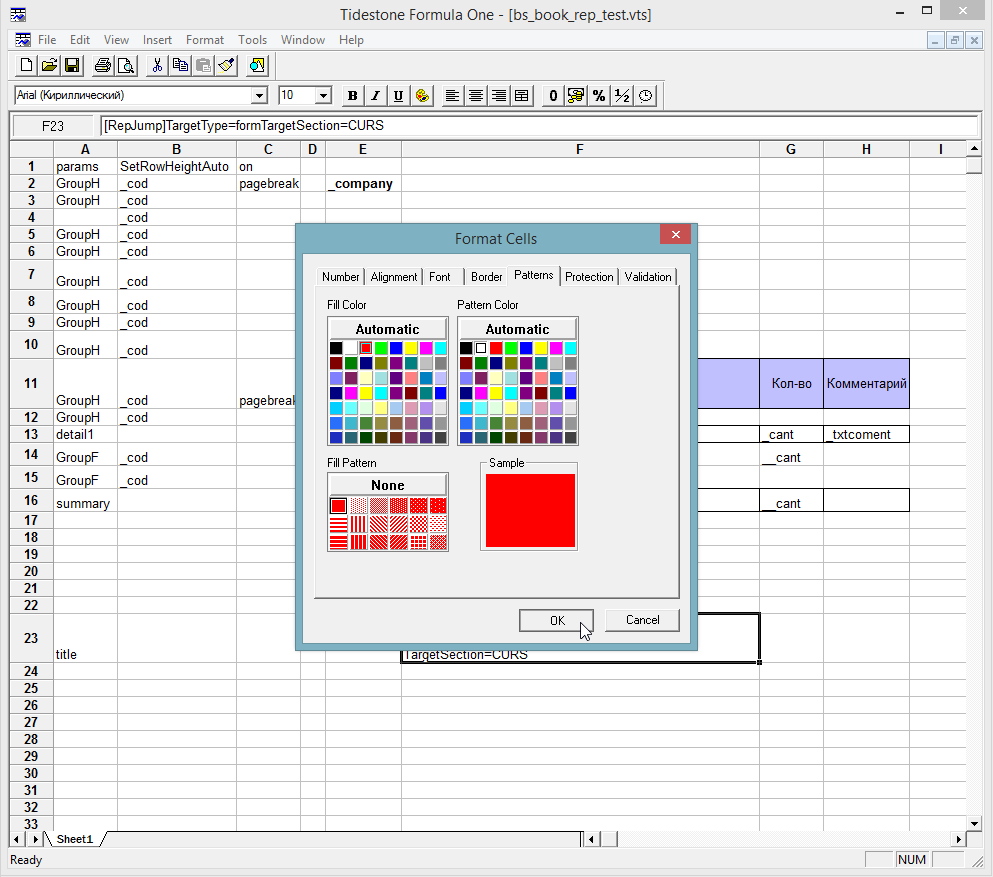 Tidestone Formula One - [bs_book_rep_test.vts]
File Edit View Insert Format Tools Window Help
Arial (Кириллический) 10 B I U 0 % ½
F23 [RepJump]TargetType=formTargetSection=CURS
A B C D E F G H I
1 params SetRowHeightAuto on
2 GroupH _cod pagebreak _company
3 GroupH _cod
4 _cod
5 GroupH _cod
6 GroupH _cod
7 GroupH _cod
8 GroupH _cod
9 GroupH _cod
10 GroupH _cod
11 GroupH _cod pagebreak Кол-во Комментарий
12 GroupH _cod
13 detail1 _cant _txtcoment
14 GroupF _cod __cant
15 GroupF _cod
16 summary __cant
17
18
19
20
21
22
23 title TargetSection=CURS
24
25
26
27
28
29
30
31
32
33
Format Cells
Number Alignment Font Border Patterns Protection Validation
Fill Color Pattern Color
Automatic Automatic
Fill Pattern Sample
None
OK Cancel
Sheet1
Ready NUM